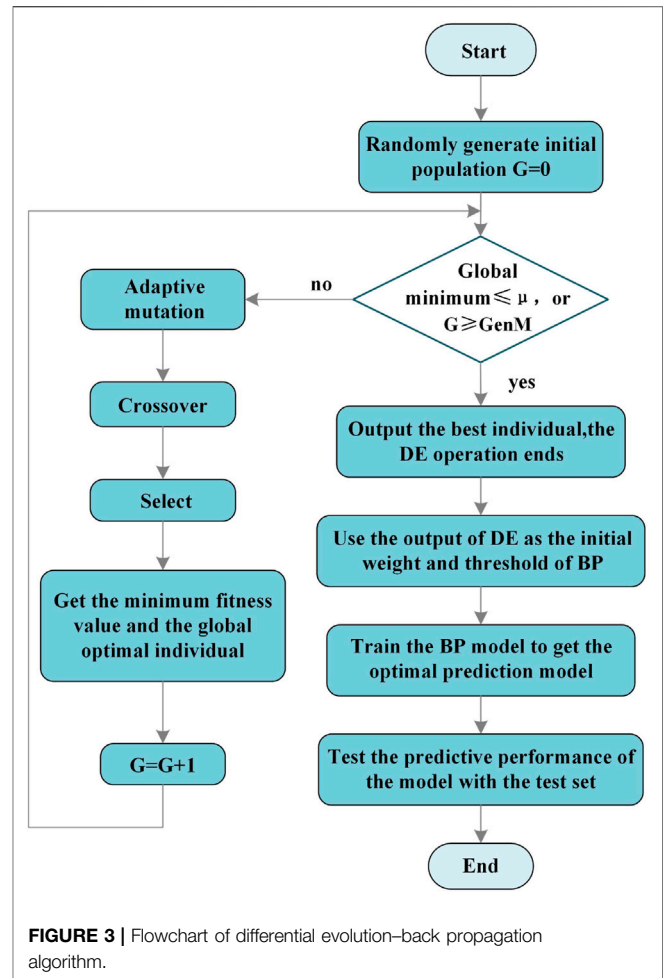 Start
Randomly generate initial
population G=0
Global
minimum≤μ, or
G≥GenM
no
yes
Adaptive
mutation
Crossover
Select
Get the minimum fitness
value and the global
optimal individual
G=G+1
Output the best individual,the
DE operation ends
Use the output of DE as the initial
weight and threshold of BP
Train the BP model to get the
optimal prediction model
Test the predictive performance of
the model with the test set
End
FIGURE 3 | Flowchart of differential evolution–back propagation
algorithm.